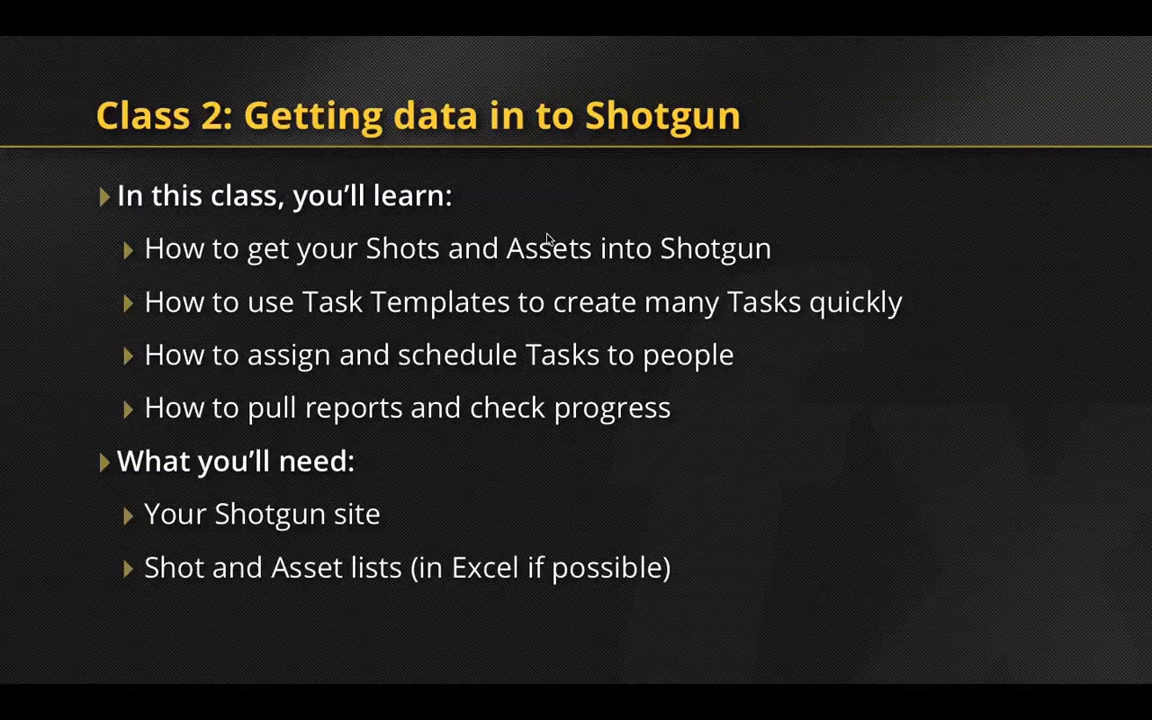 Class 2: Getting data in to Shotgun
In this class, you’ll learn:
How to get your Shots and Assets into Shotgun
How to use Task Templates to create many Tasks quickly
How to assign and schedule Tasks to people
How to pull reports and check progress
What you’ll need:
Your Shotgun site
Shot and Asset lists (in Excel if possible)